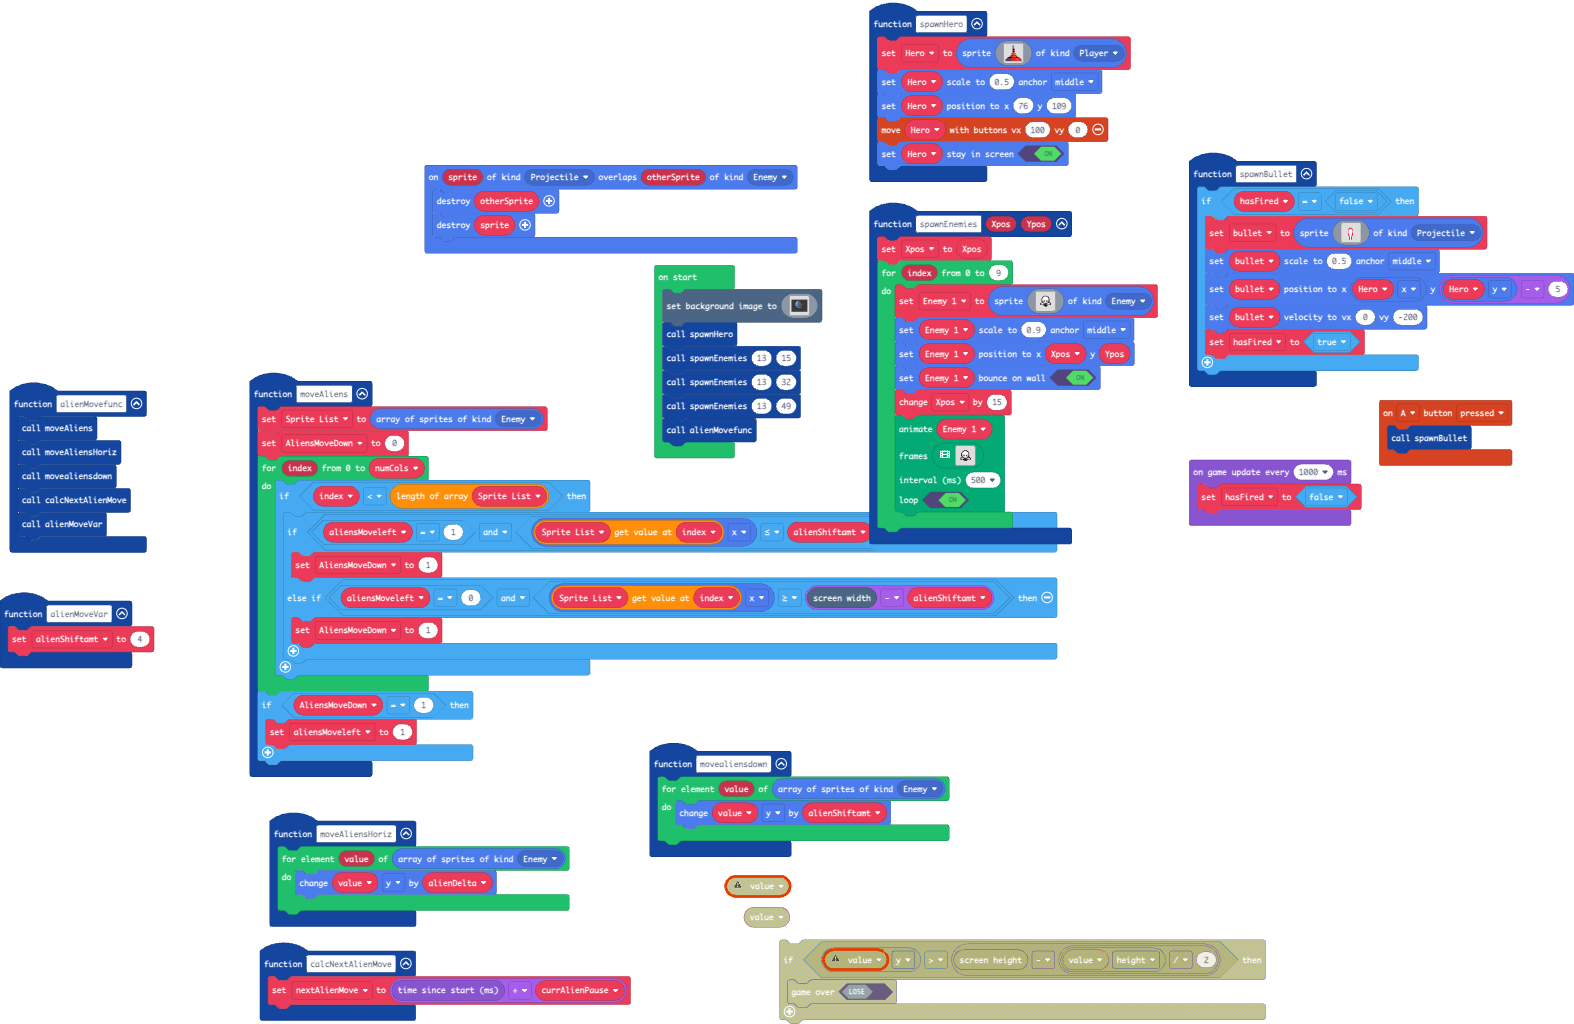 function spawnHero
set Hero to sprite of kind Player
set Hero scale to 0.5 anchor middle
set Hero position to x 76 y 109
move Hero with buttons vx 100 vy 0
set Hero stay in screen ON
on sprite of kind Projectile overlaps otherSprite of kind Enemy
destroy otherSprite
destroy sprite
function spawnBullet
if hasFired = false then
set bullet to sprite of kind Projectile
set bullet scale to 0.5 anchor middle
set bullet position to x Hero x y Hero y - 5
set bullet velocity to vx 0 vy -200
set hasFired to true
function spawnEnemies Xpos Ypos
set Xpos to Xpos
for index from 0 to 9
do
set Enemy 1 to sprite of kind Enemy
set Enemy 1 scale to 0.9 anchor middle
set Enemy 1 position to x Xpos y Ypos
set Enemy 1 bounce on wall ON
change Xpos by 15
animate Enemy 1
frames
interval (ms) 500
loop ON
on start
set background image to
call spawnHero
call spawnEnemies 13 15
call spawnEnemies 13 32
call spawnEnemies 13 49
call alienMovefunc
on A button pressed
call spawnBullet
on game update every 1000 ms
set hasFired to false
function alienMovefunc
call moveAliens
call moveAliensHoriz
call movealiensdown
call calcNextAlienMove
call alienMoveVar
function alienMoveVar
set alienShiftamt to 4
function moveAliens
set Sprite List to array of sprites of kind Enemy
set AliensMoveDown to 0
for index from 0 to numCols
do
if index < length of array Sprite List then
if aliensMoveleft = 1 and Sprite List get value at index x ≤ alienShiftamt
set AliensMoveDown to 1
else if aliensMoveleft = 0 and Sprite List get value at index x ≥ screen width - alienShiftamt then
set AliensMoveDown to 1
if AliensMoveDown = 1 then
set aliensMoveleft to 1
function movealiensdown
for element value of array of sprites of kind Enemy
do
change value y by alienShiftamt
function moveAliensHoriz
for element value of array of sprites of kind Enemy
do
change value y by alienDelta
value
value
function calcNextAlienMove
set nextAlienMove to time since start (ms) + currAlienPause
if value y > screen height - value height / 2 then
game over LOSE